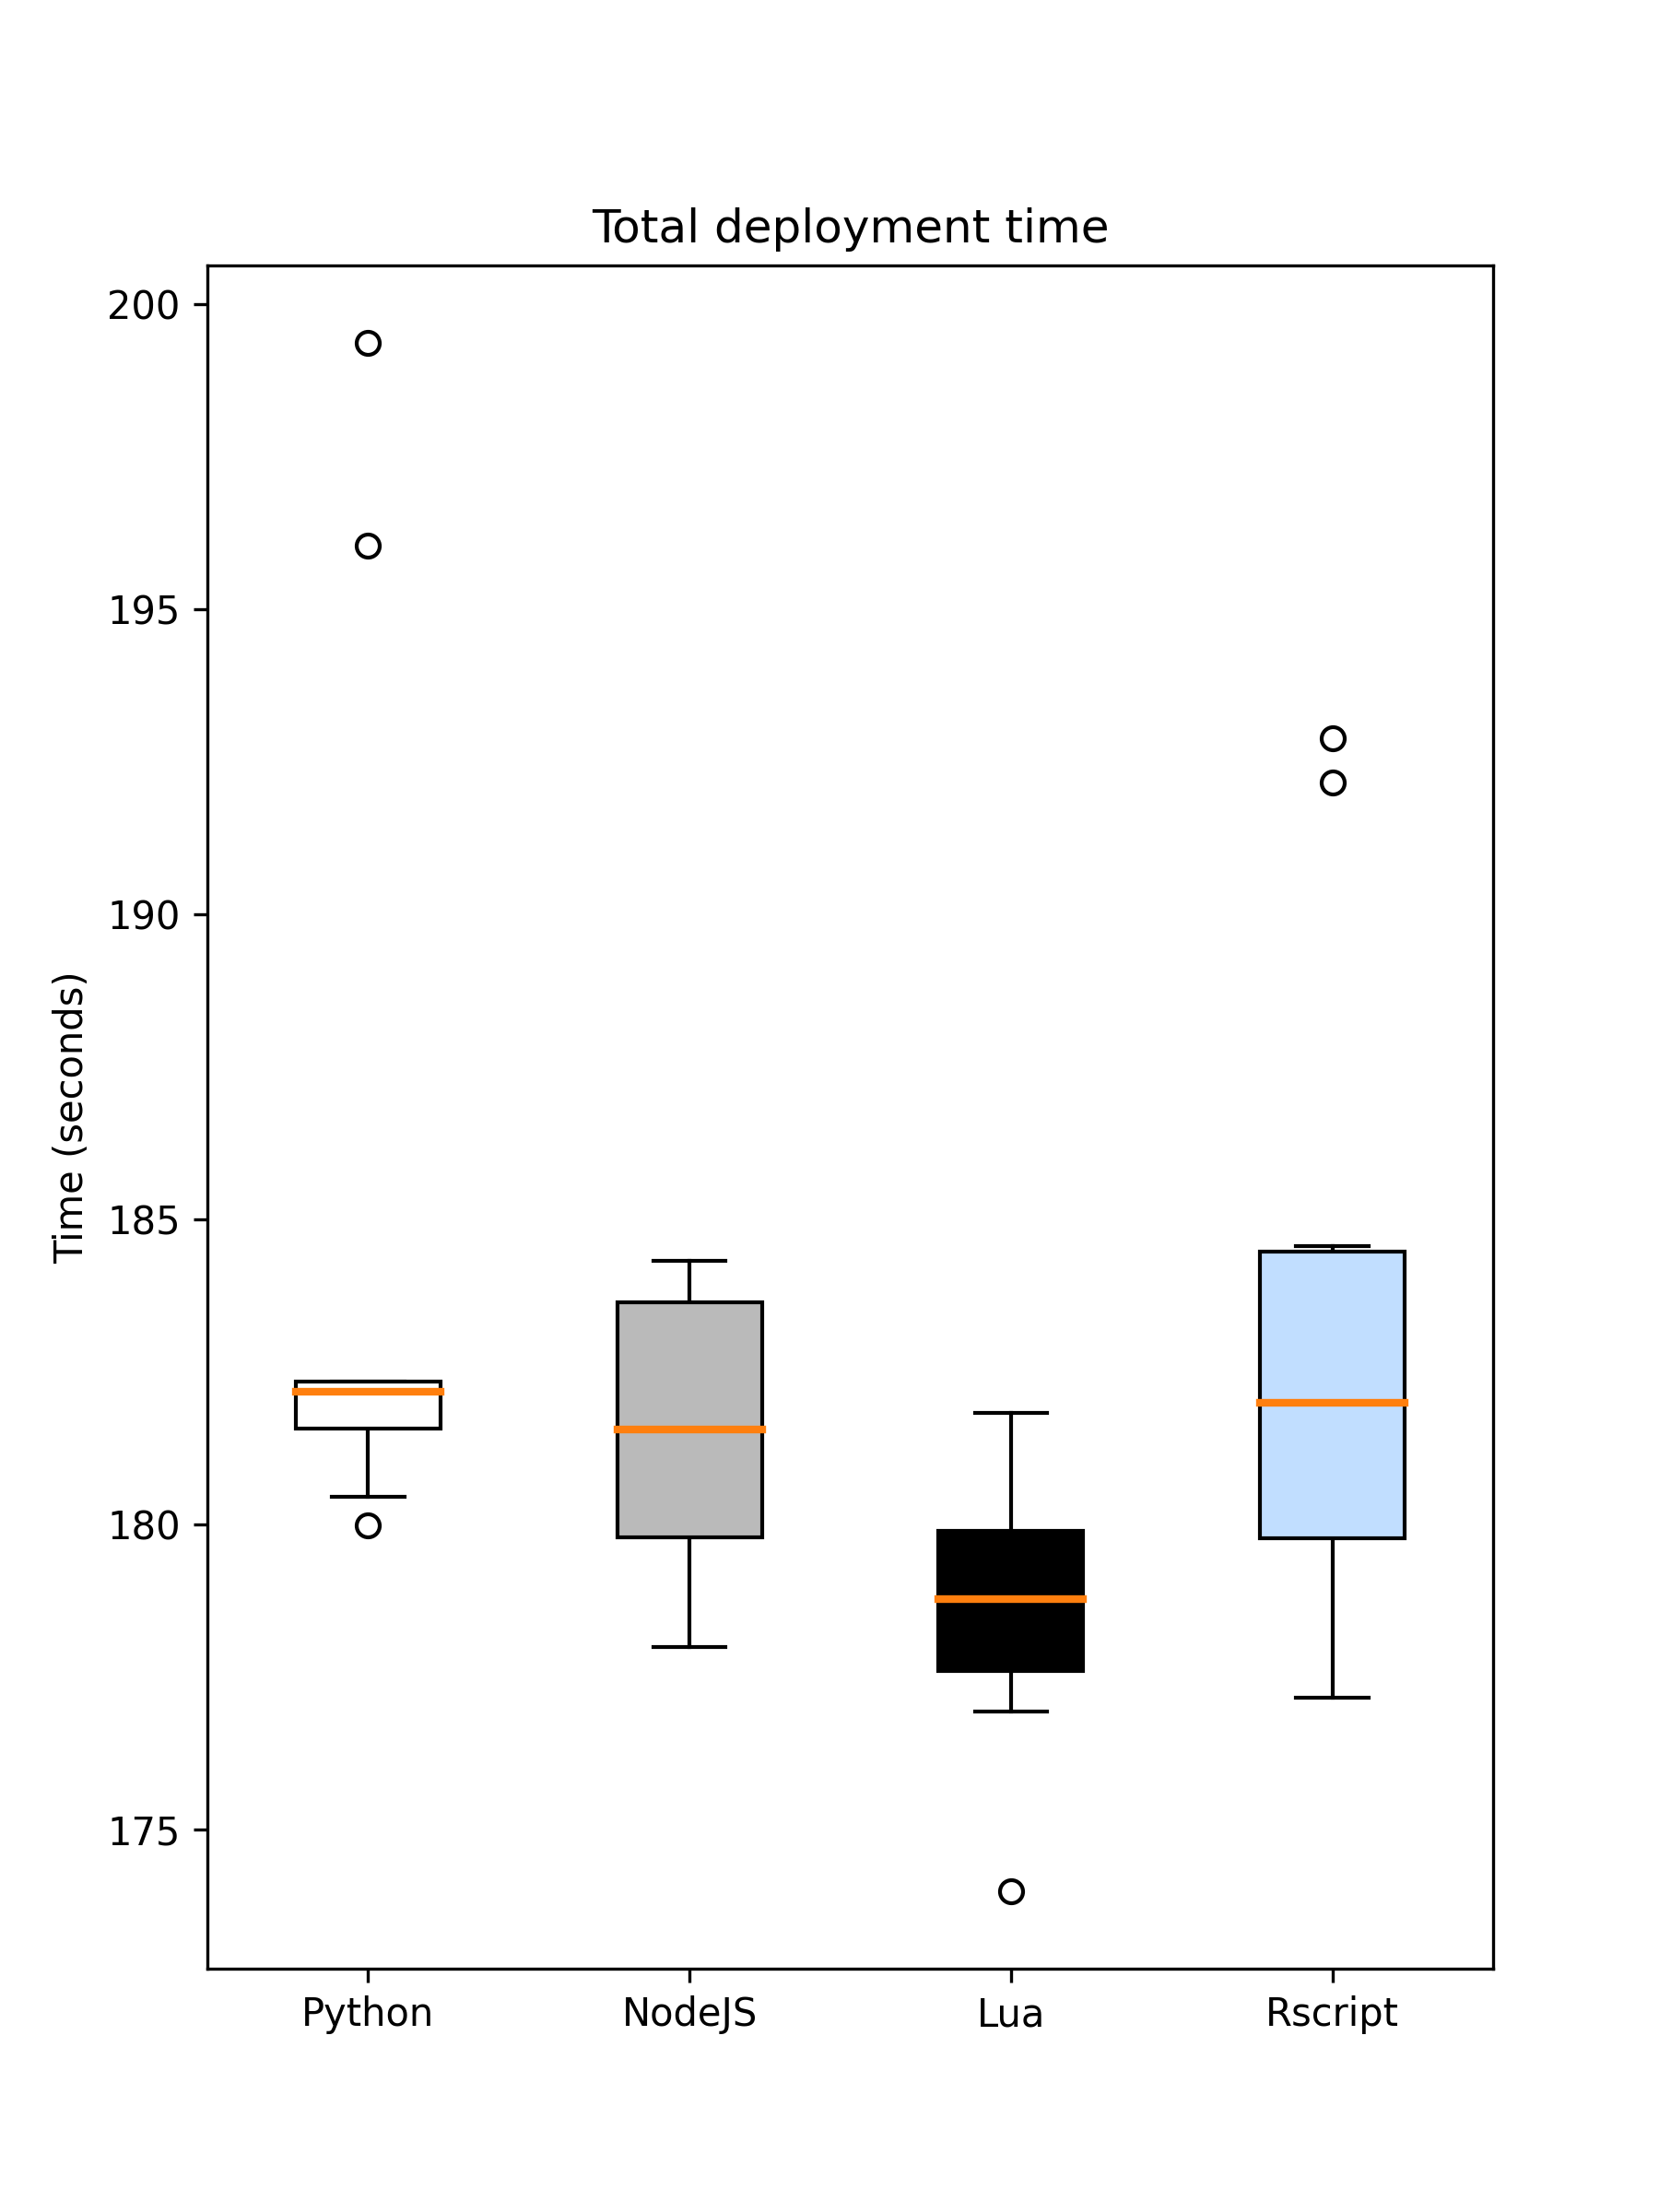 Total deployment time
200
195
190
185
180
175
Time (seconds)
Python NodeJS Lua Rscript